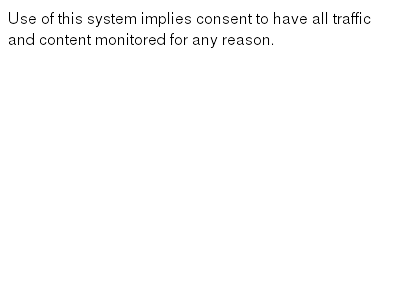 Use of this system implies consent to have all traffic
and content monitored for any reason.